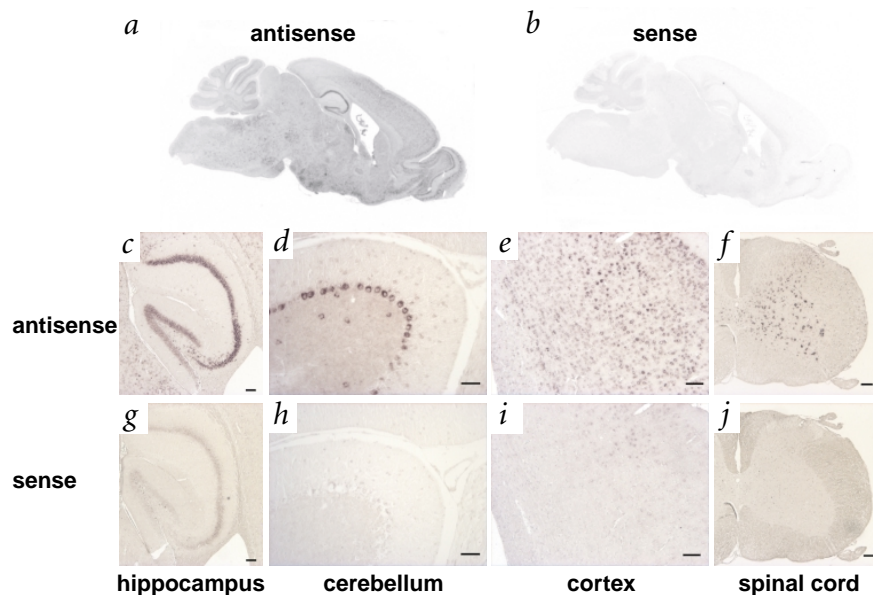 a antisense b sense
c d e f
antisense
g h i j
sense
hippocampus cerebellum cortex spinal cord